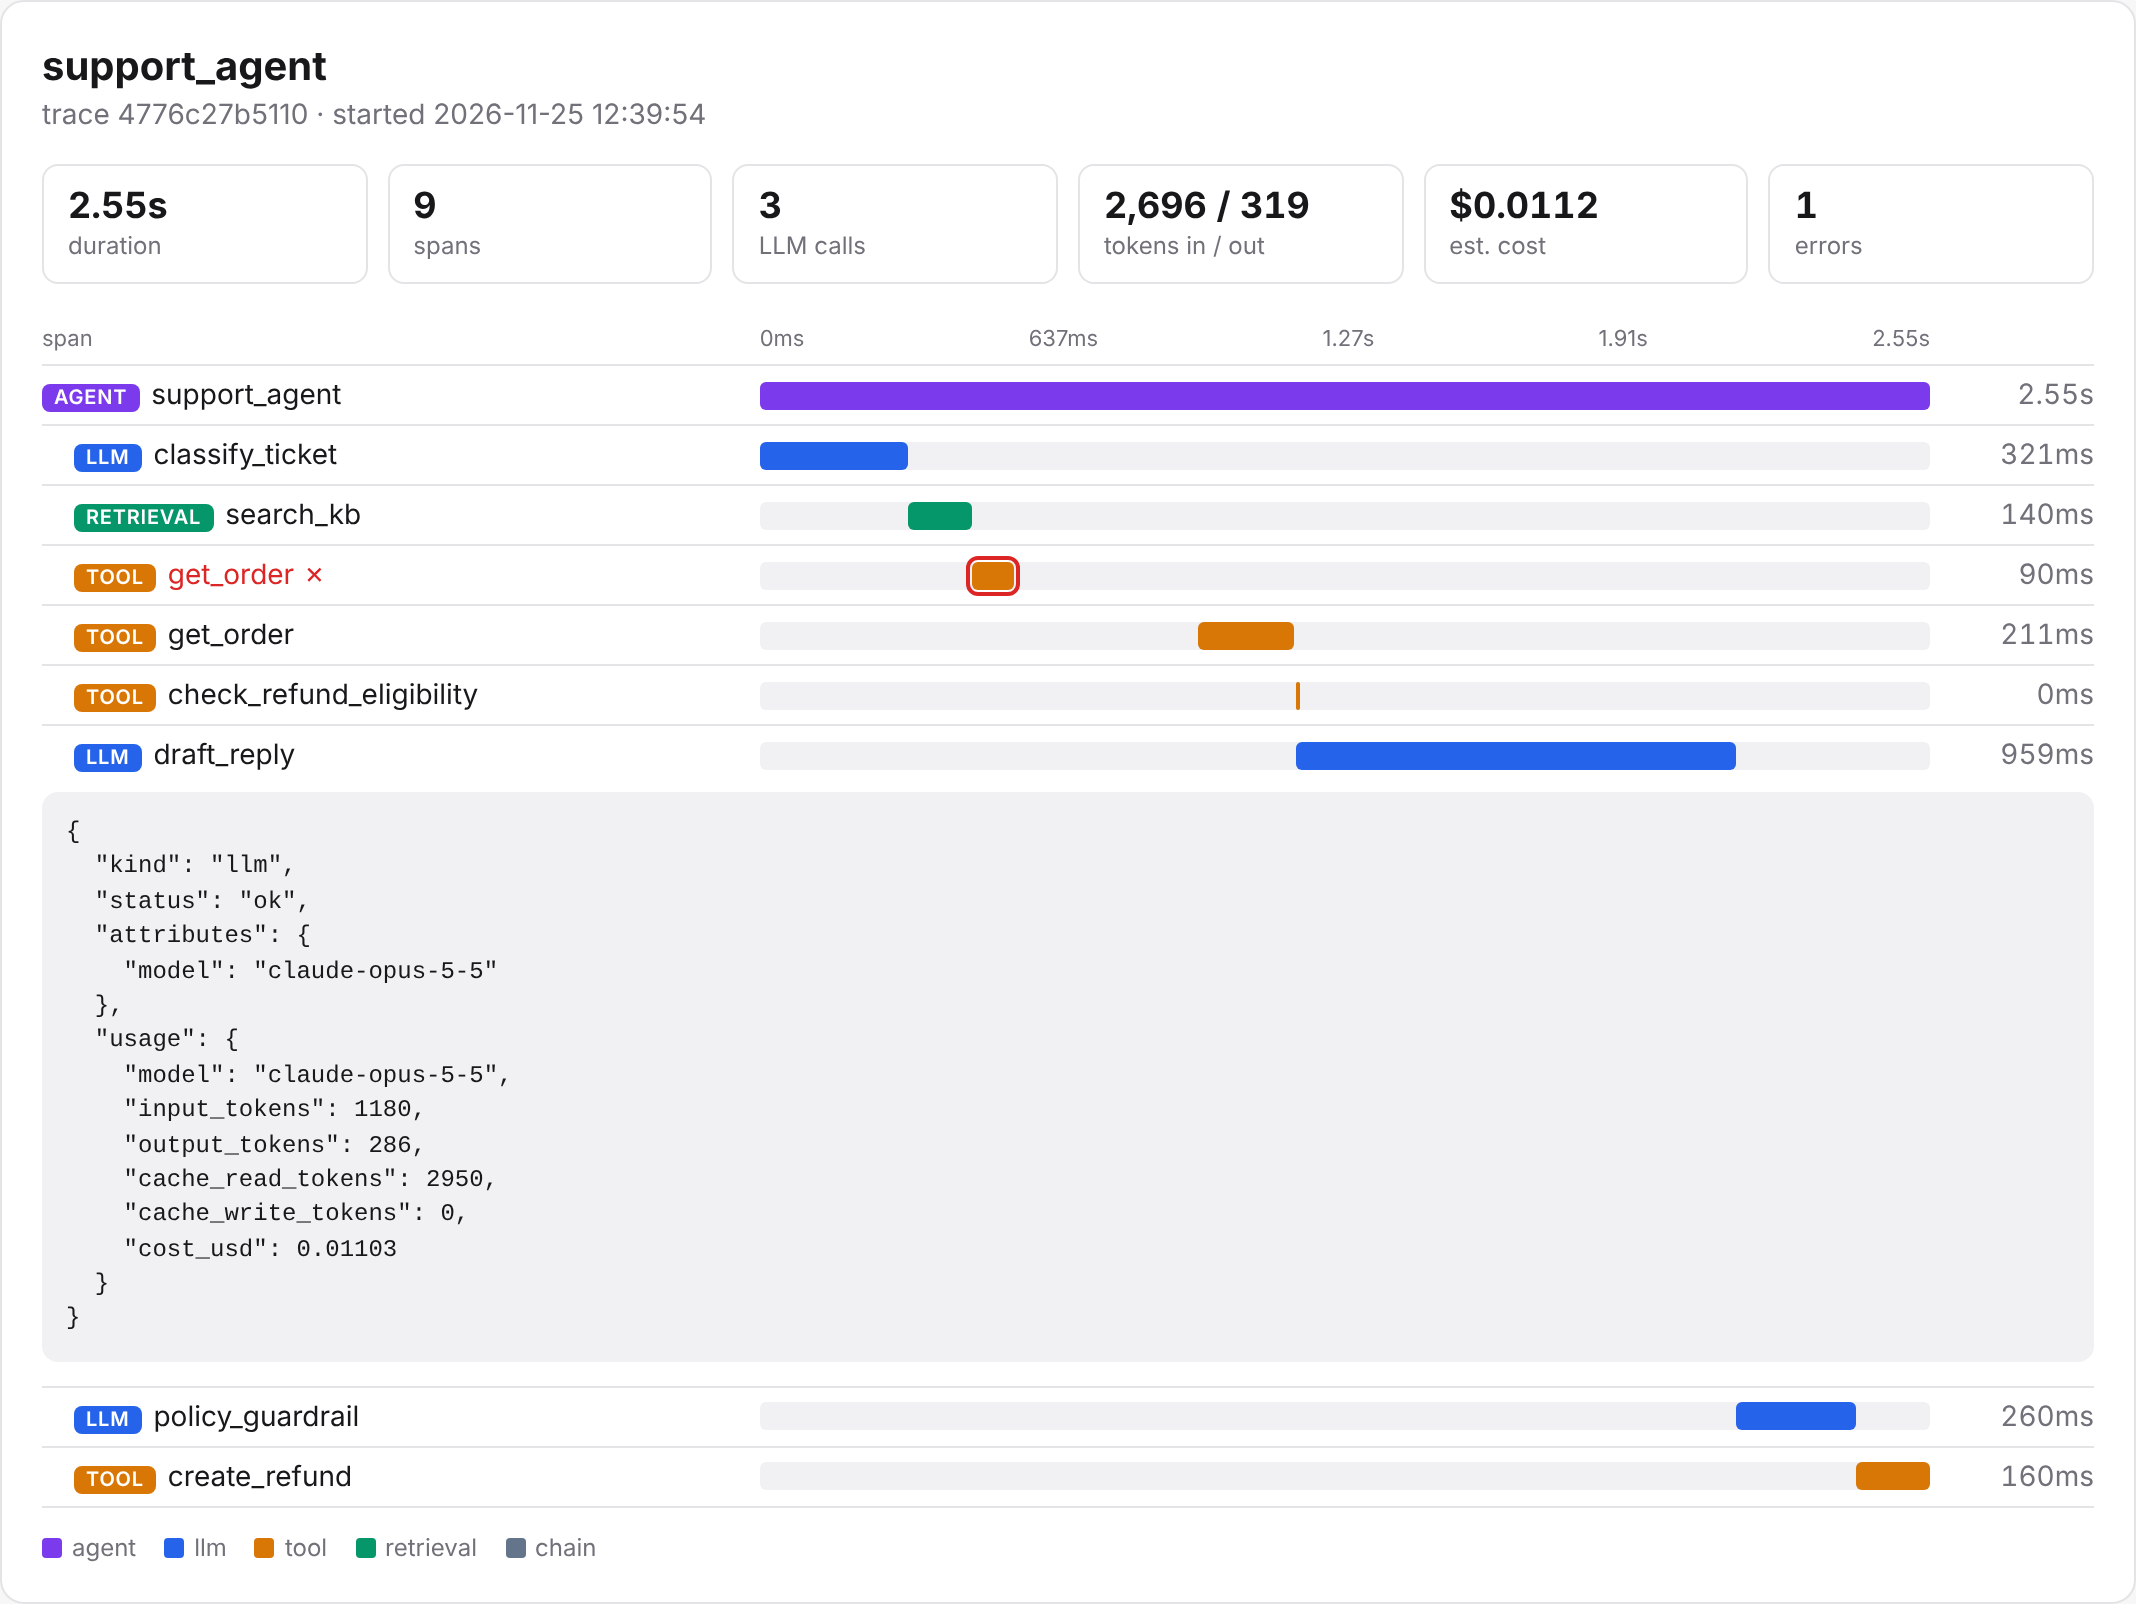 support_agent
trace 4776c27b5110 · started 2026-11-25 12:39:54
2.55s
duration
9
spans
3
LLM calls
2,696 / 319
tokens in / out
$0.0112
est. cost
1
errors
span 0ms 637ms 1.27s 1.91s 2.55s
AGENT support_agent 2.55s
LLM classify_ticket 321ms
RETRIEVAL search_kb 140ms
TOOL get_order × 90ms
TOOL get_order 211ms
TOOL check_refund_eligibility 0ms
LLM draft_reply 959ms
{
  "kind": "llm",
  "status": "ok",
  "attributes": {
    "model": "claude-opus-5-5"
  },
  "usage": {
    "model": "claude-opus-5-5",
    "input_tokens": 1180,
    "output_tokens": 286,
    "cache_read_tokens": 2950,
    "cache_write_tokens": 0,
    "cost_usd": 0.01103
  }
}
LLM policy_guardrail 260ms
TOOL create_refund 160ms
agent llm tool retrieval chain